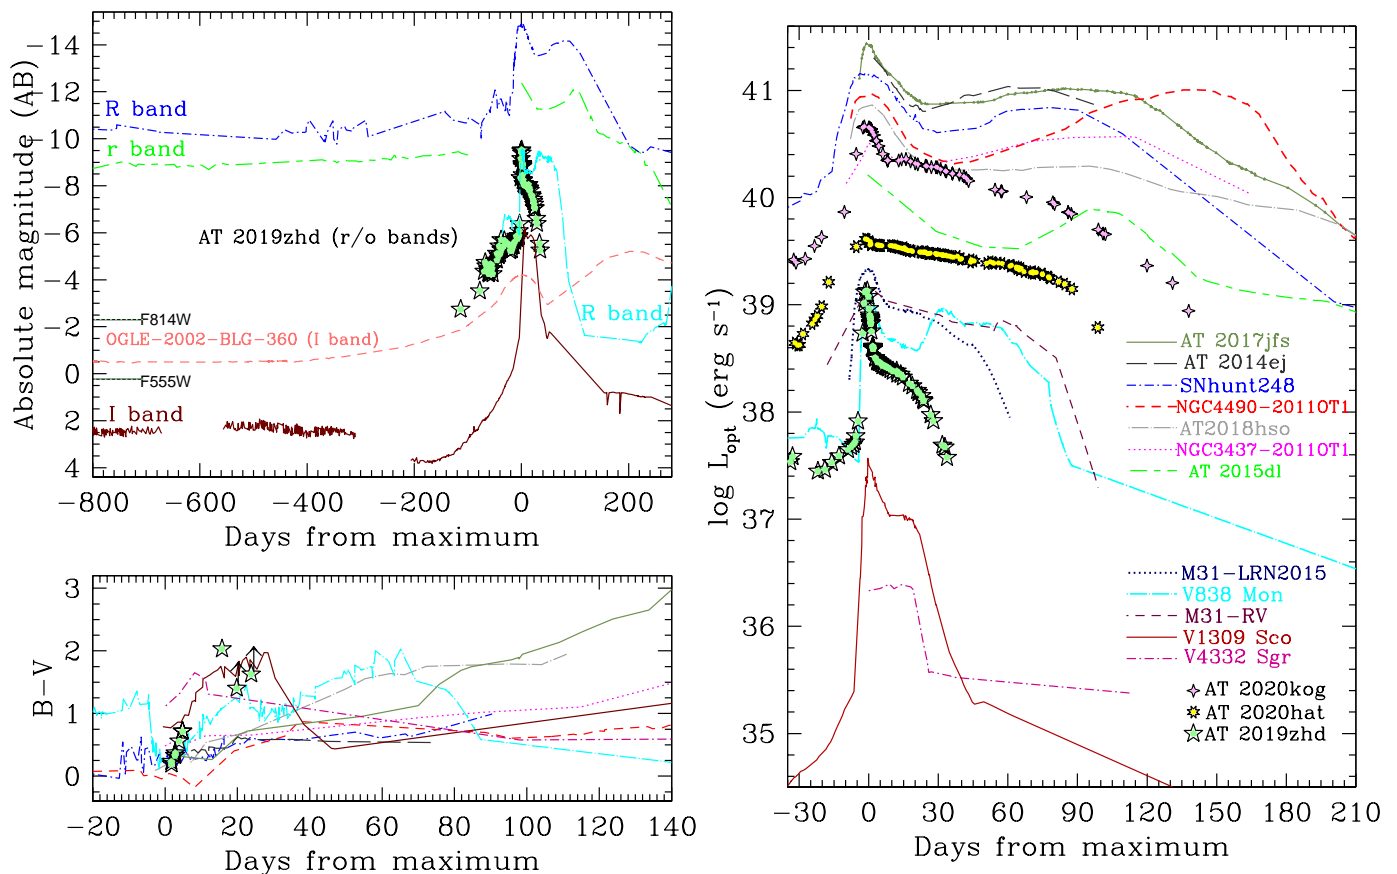 Absolute magnitude (AB)
−14
−12
−10
−8
−6
−4
−2
0
2
4
R band
r band
AT 2019zhd (r/o bands)
F814W
R band
OGLE−2002−BLG−360 (I band)
F555W
I band
−800 −600 −400 −200 0 200
Days from maximum
B−V
3
2
1
0
−20 0 20 40 60 80 100 120 140
Days from maximum
log Lopt (erg s−1)
41
40
39
38
37
36
35
AT 2017jfs
AT 2014ej
SNhunt248
NGC4490−2011OT1
AT2018hso
NGC3437−2011OT1
AT 2015dl
M31−LRN2015
V838 Mon
M31−RV
V1309 Sco
V4332 Sgr
AT 2020kog
AT 2020hat
AT 2019zhd
−30 0 30 60 90 120 150 180 210
Days from maximum